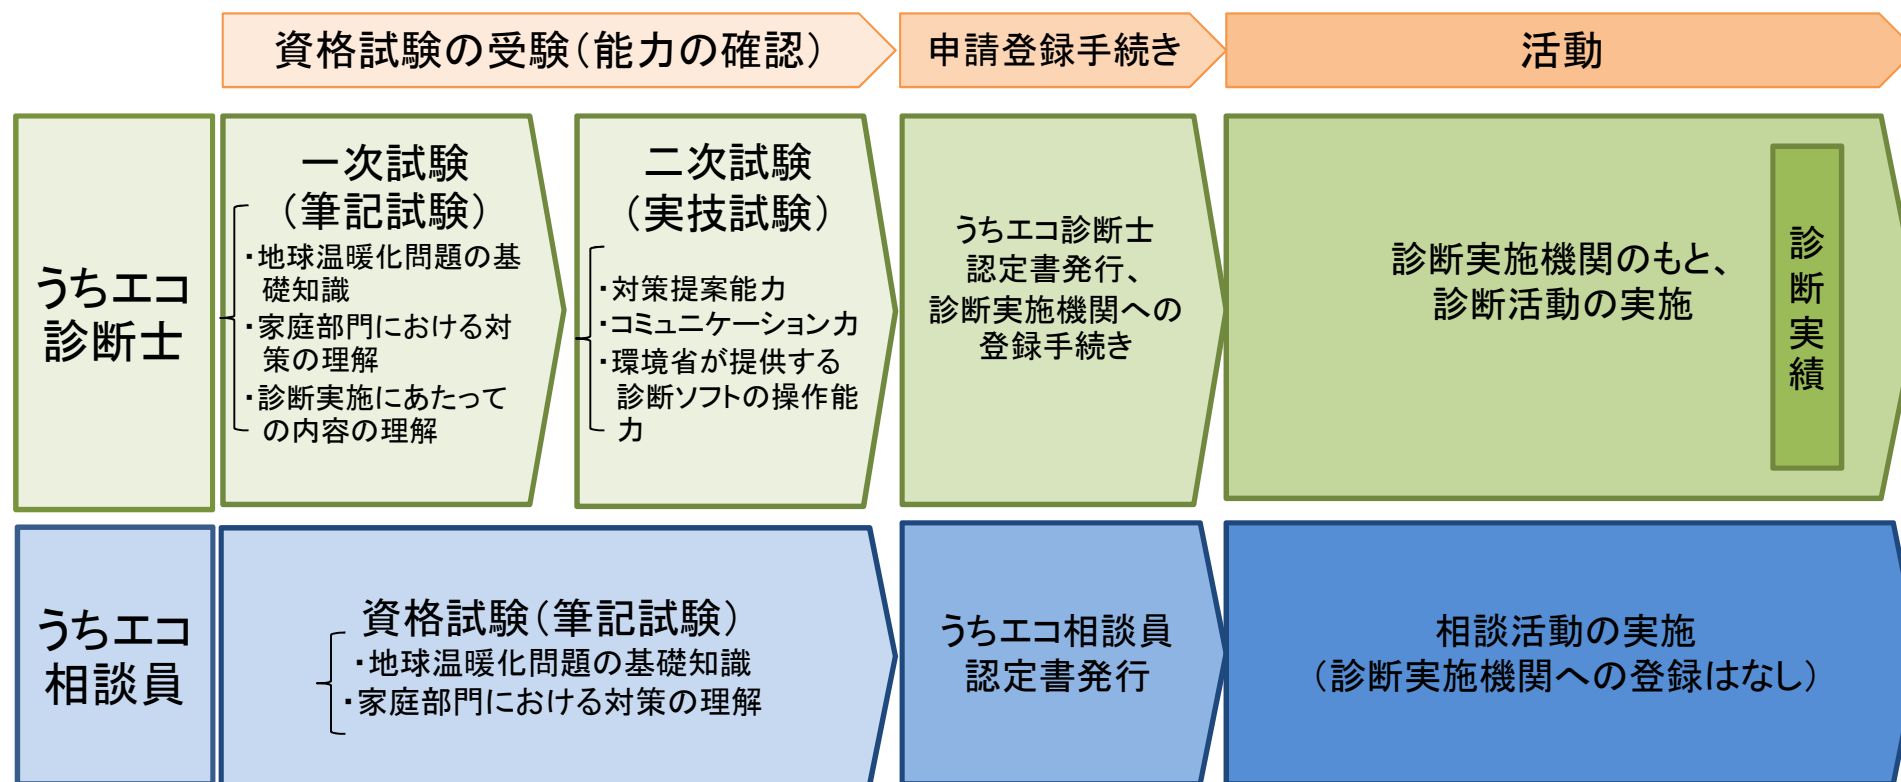 資格試験の受験（能力の確認）
申請登録手続き
活動
うちエコ
診断士
一次試験
（筆記試験）
・地球温暖化問題の基
礎知識
・家庭部門における対
策の理解
・診断実施にあたって
の内容の理解
二次試験
（実技試験）
・対策提案能力
・コミュニケーション力
・環境省が提供する
診断ソフトの操作能
力
うちエコ診断士
認定書発行、
診断実施機関への
登録手続き
診断実施機関のもと、
診断活動の実施
診断実績
うちエコ
相談員
資格試験（筆記試験）
・地球温暖化問題の基礎知識
・家庭部門における対策の理解
うちエコ相談員
認定書発行
相談活動の実施
（診断実施機関への登録はなし）